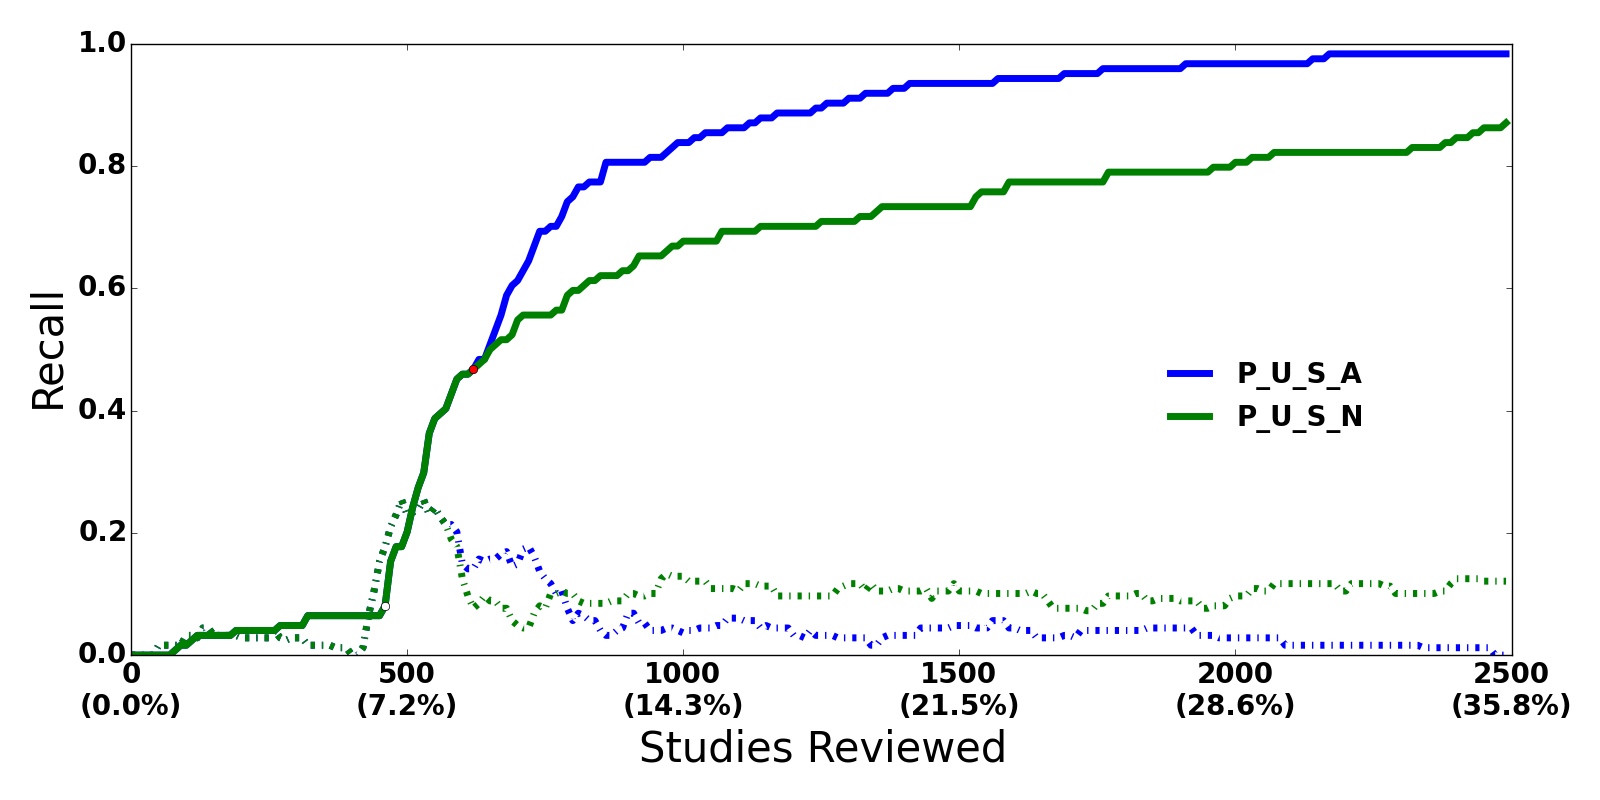 1.0
0.8
0.6
0.4
0.2
0.0
Recall
P_U_S_A
P_U_S_N
0 500 1000 1500 2000 2500
(0.0%) (7.2%) (14.3%) (21.5%) (28.6%) (35.8%)
Studies Reviewed